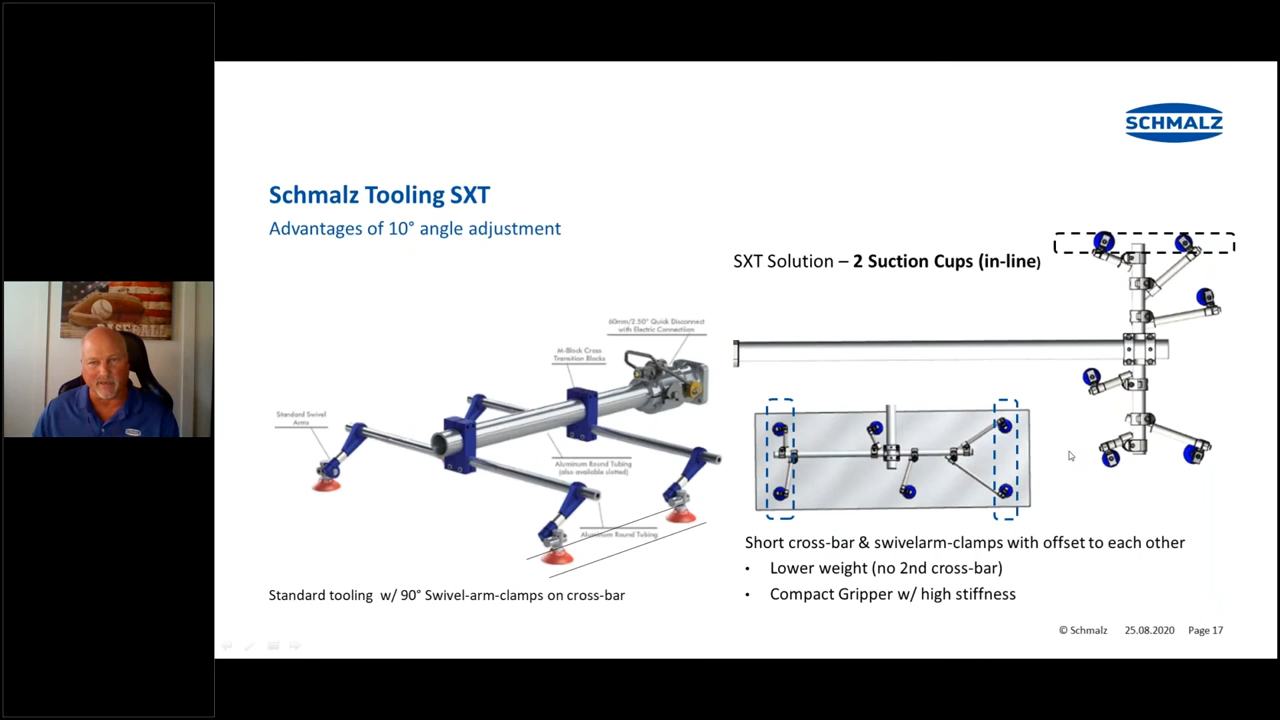 SCHMALZ
Schmalz Tooling SXT
Advantages of 10° angle adjustment
SXT Solution – 2 Suction Cups (in-line)
60mm/2.50" Quick Disconnect
with Electric Connection
M-Block Cross
Transition Blocks
Standard Swivel
Arms
Aluminum Round Tubing
(also available slotted)
Aluminum Round Tubing
Standard tooling w/ 90° Swivel-arm-clamps on cross-bar
Short cross-bar & swivelarm-clamps with offset to each other
• Lower weight (no 2nd cross-bar)
• Compact Gripper w/ high stiffness
© Schmalz 25.08.2020 Page 17
BASEBALL